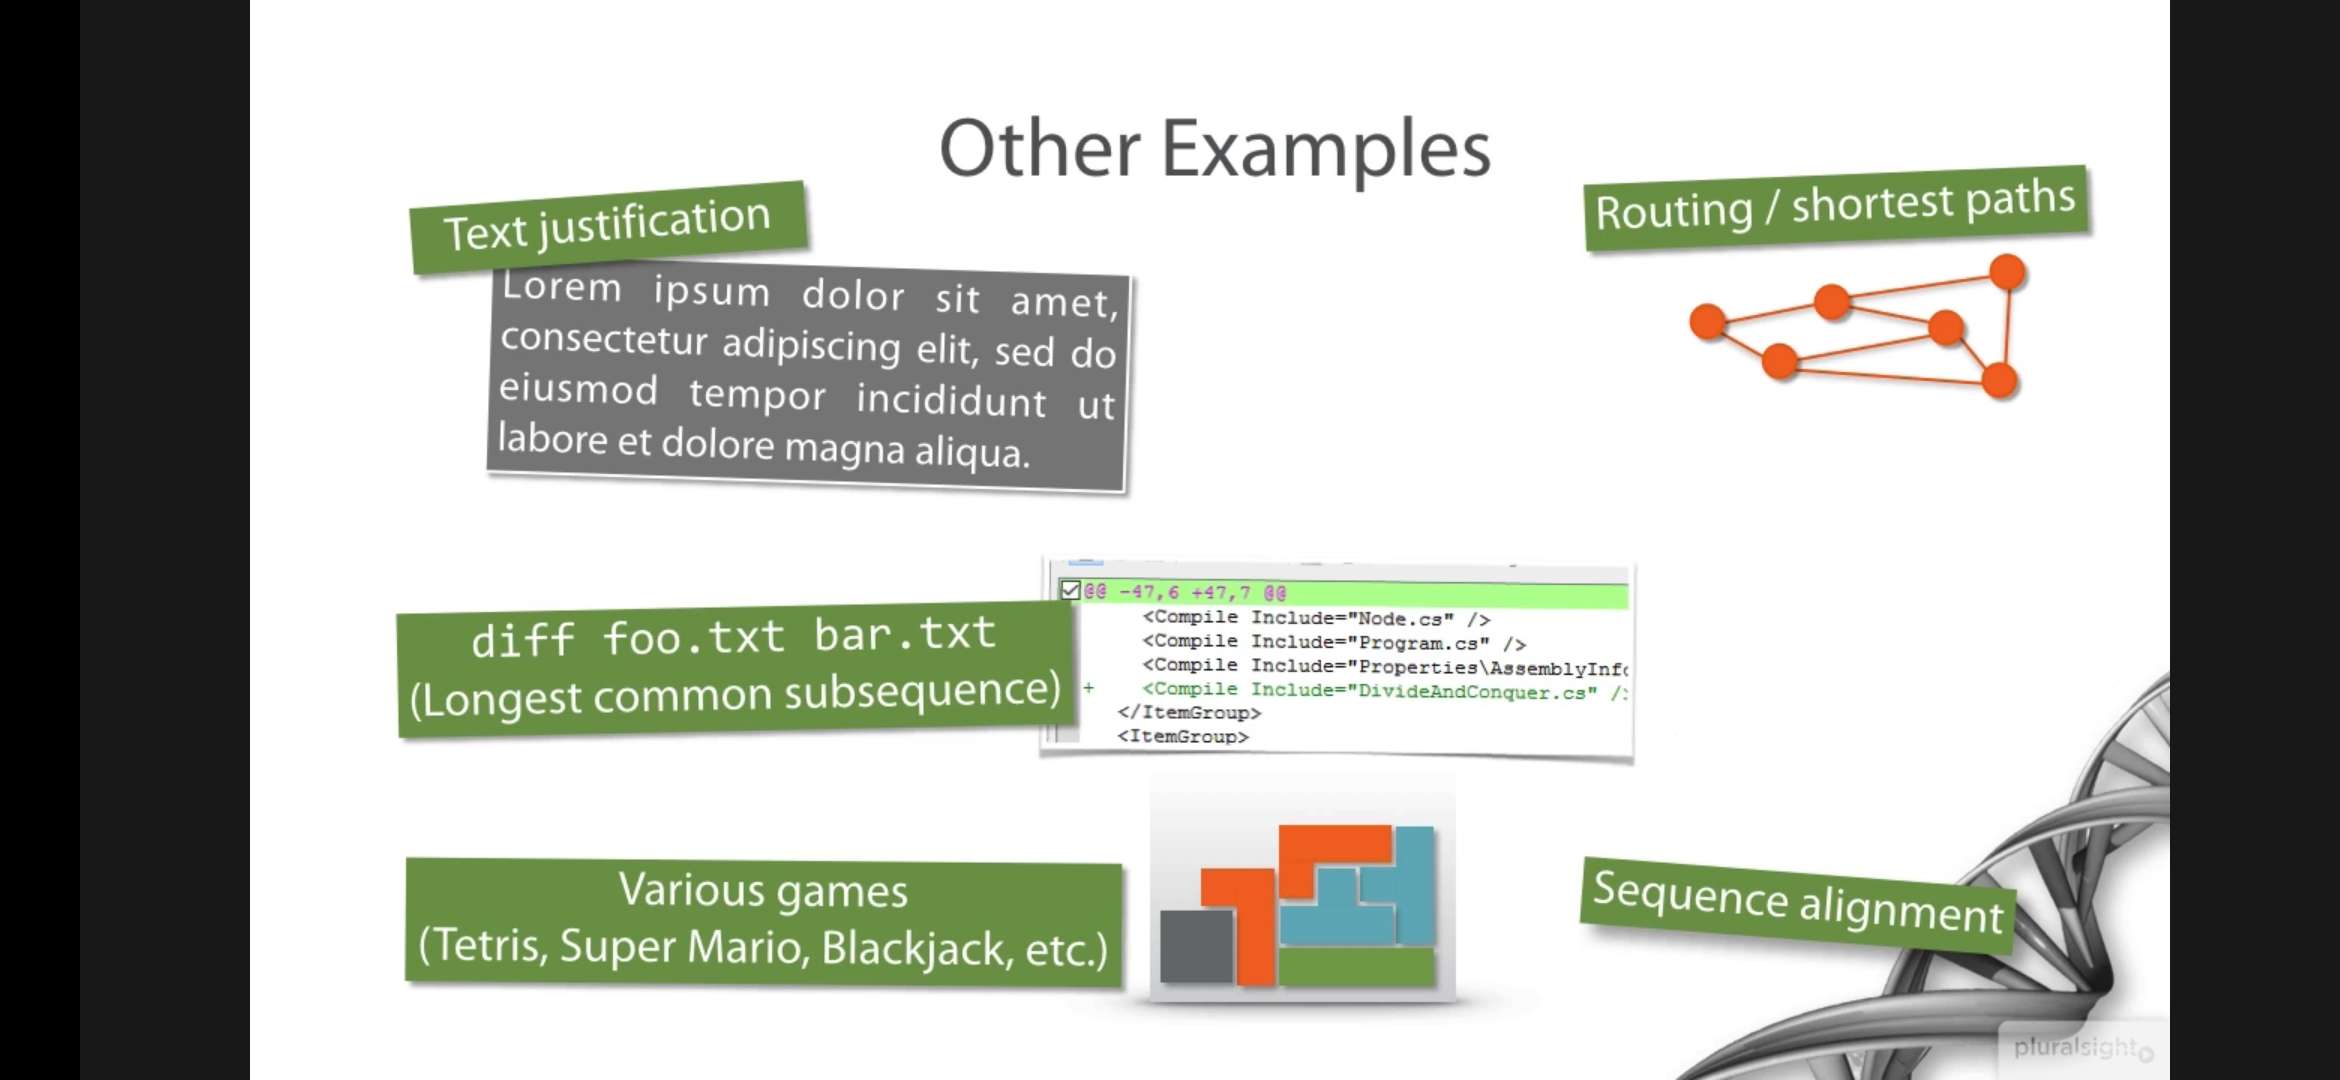 Other Examples
Text justification
Lorem ipsum dolor sit amet,
consectetur adipiscing elit, sed do
eiusmod tempor incididunt ut
labore et dolore magna aliqua.
Routing / shortest paths
diff foo.txt bar.txt
(Longest common subsequence)
@@ -47,6 +47,7 @@
<Compile Include="Node.cs" />
<Compile Include="Program.cs" />
<Compile Include="Properties\AssemblyInfo
+ <Compile Include="DivideAndConquer.cs" />
</ItemGroup>
<ItemGroup>
Various games
(Tetris, Super Mario, Blackjack, etc.)
Sequence alignment
pluralsight